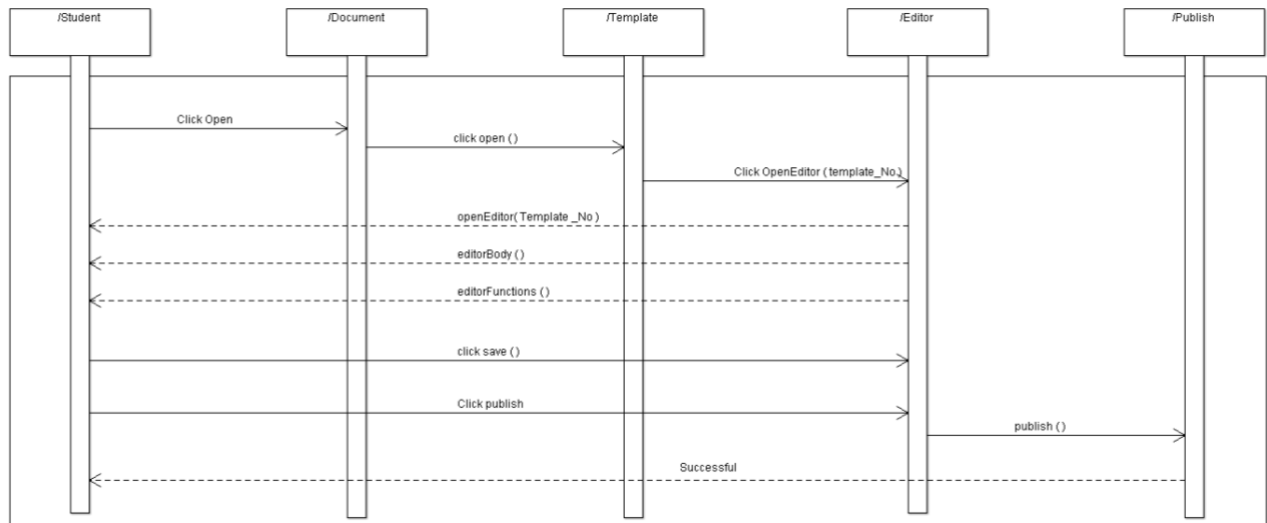 /Student
/Document
/Template
/Editor
/Publish
Click Open
click open ( )
Click OpenEditor ( template_No.)
openEditor( Template _No )
editorBody ( )
editorFunctions ( )
click save ( )
Click publish
publish ( )
Successful